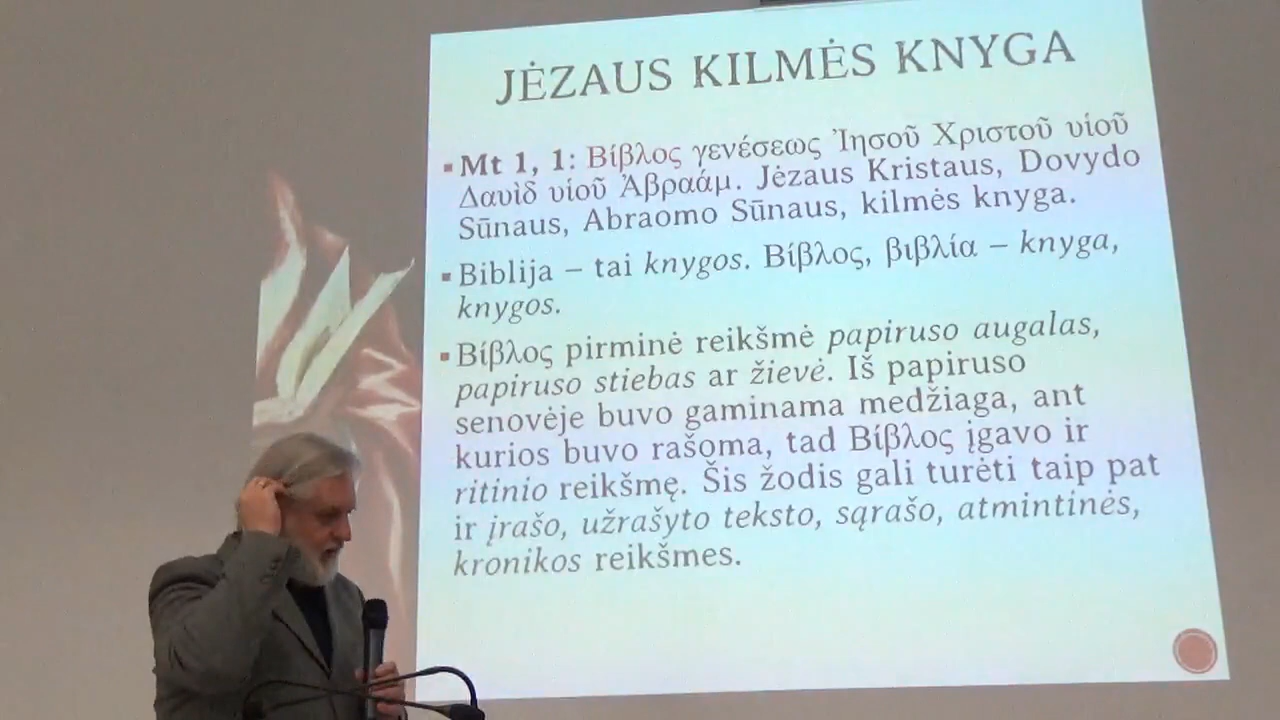 JĖZAUS KILMĖS KNYGA
▪ Mt 1, 1: Βίβλος γενέσεως Ἰησοῦ Χριστοῦ υἱοῦ
Δαυὶδ υἱοῦ Ἀβραάμ. Jėzaus Kristaus, Dovydo
Sūnaus, Abraomo Sūnaus, kilmės knyga.
▪ Biblija – tai knygos. Βίβλος, βιβλία – knyga,
knygos.
▪ Βίβλος pirminė reikšmė papiruso augalas,
papiruso stiebas ar žievė. Iš papiruso
senovėje buvo gaminama medžiaga, ant
kurios buvo rašoma, tad Βίβλος įgavo ir
ritinio reikšmę. Šis žodis gali turėti taip pat
ir įrašo, užrašyto teksto, sąrašo, atmintinės,
kronikos reikšmes.